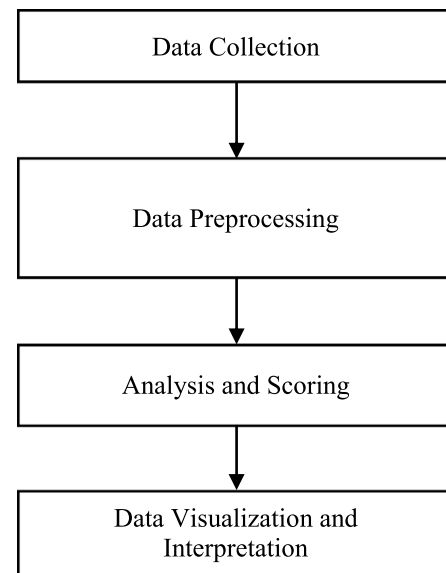 Data Collection
Data Preprocessing
Analysis and Scoring
Data Visualization and
Interpretation